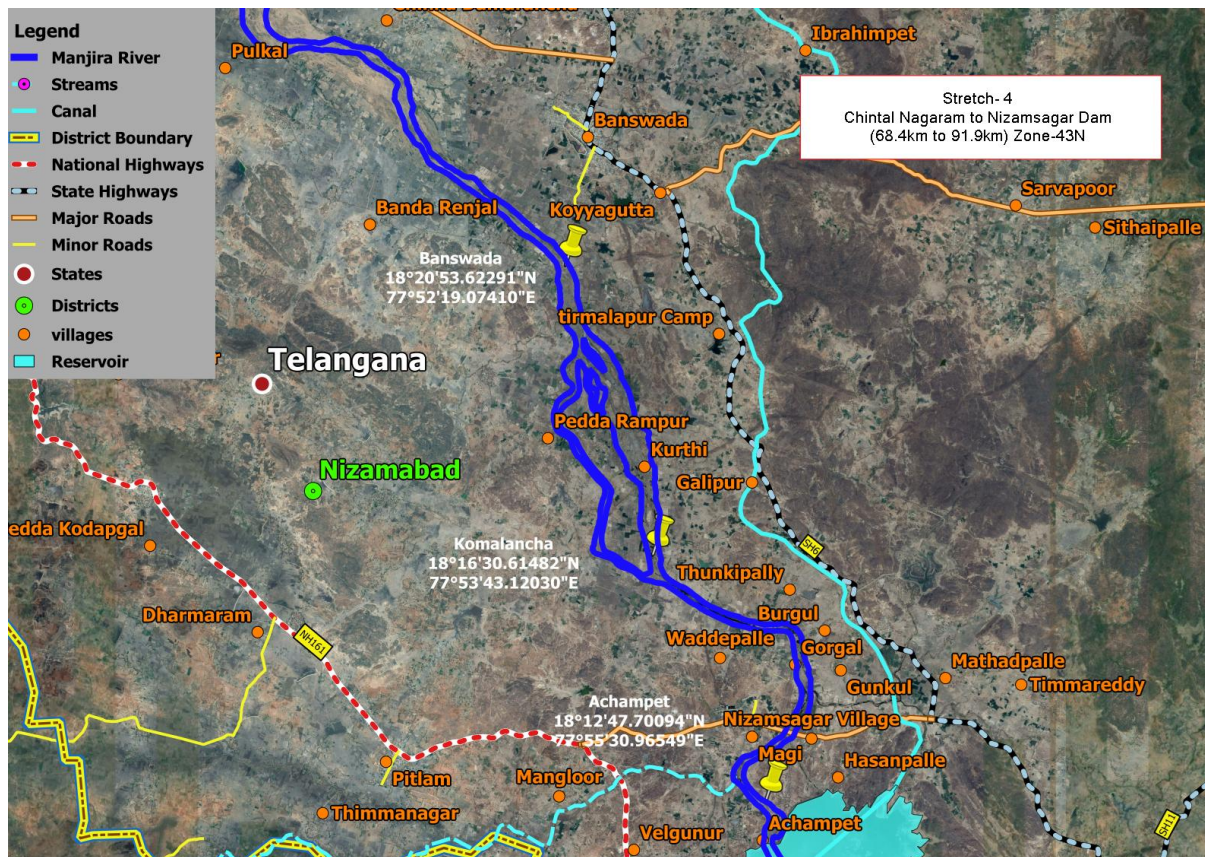 Legend
Manjira River
Streams
Canal
District Boundary
National Highways
State Highways
Major Roads
Minor Roads
States
Districts
villages
Reservoir
Pulkal
Ibrahimpet
Stretch- 4
Chintal Nagaram to Nizamsagar Dam
(68.4km to 91.9km) Zone-43N
Banswada
Sarvapoor
Sithaipalle
Banda Renjal
Koyyagutta
Banswada
18°20'53.62291"N
77°52'19.07410"E
tirmalapur Camp
Telangana
Pedda Rampur
Kurthi
Nizamabad
Galipur
edda Kodapgal
Komalancha
18°16'30.61482"N
77°53'43.12030"E
SH6
Thunkipally
Dharmaram
Burgul
NH161
Waddepalle
Gorgal
Mathadpalle
Gunkul
Timmareddy
Achampet
18°12'47.70094"N
77°55'30.96549"E
Nizamsagar Village
Magi
Hasanpalle
Pitlam
Mangloor
Thimmanagar
Velgunur
Achampet
SH11